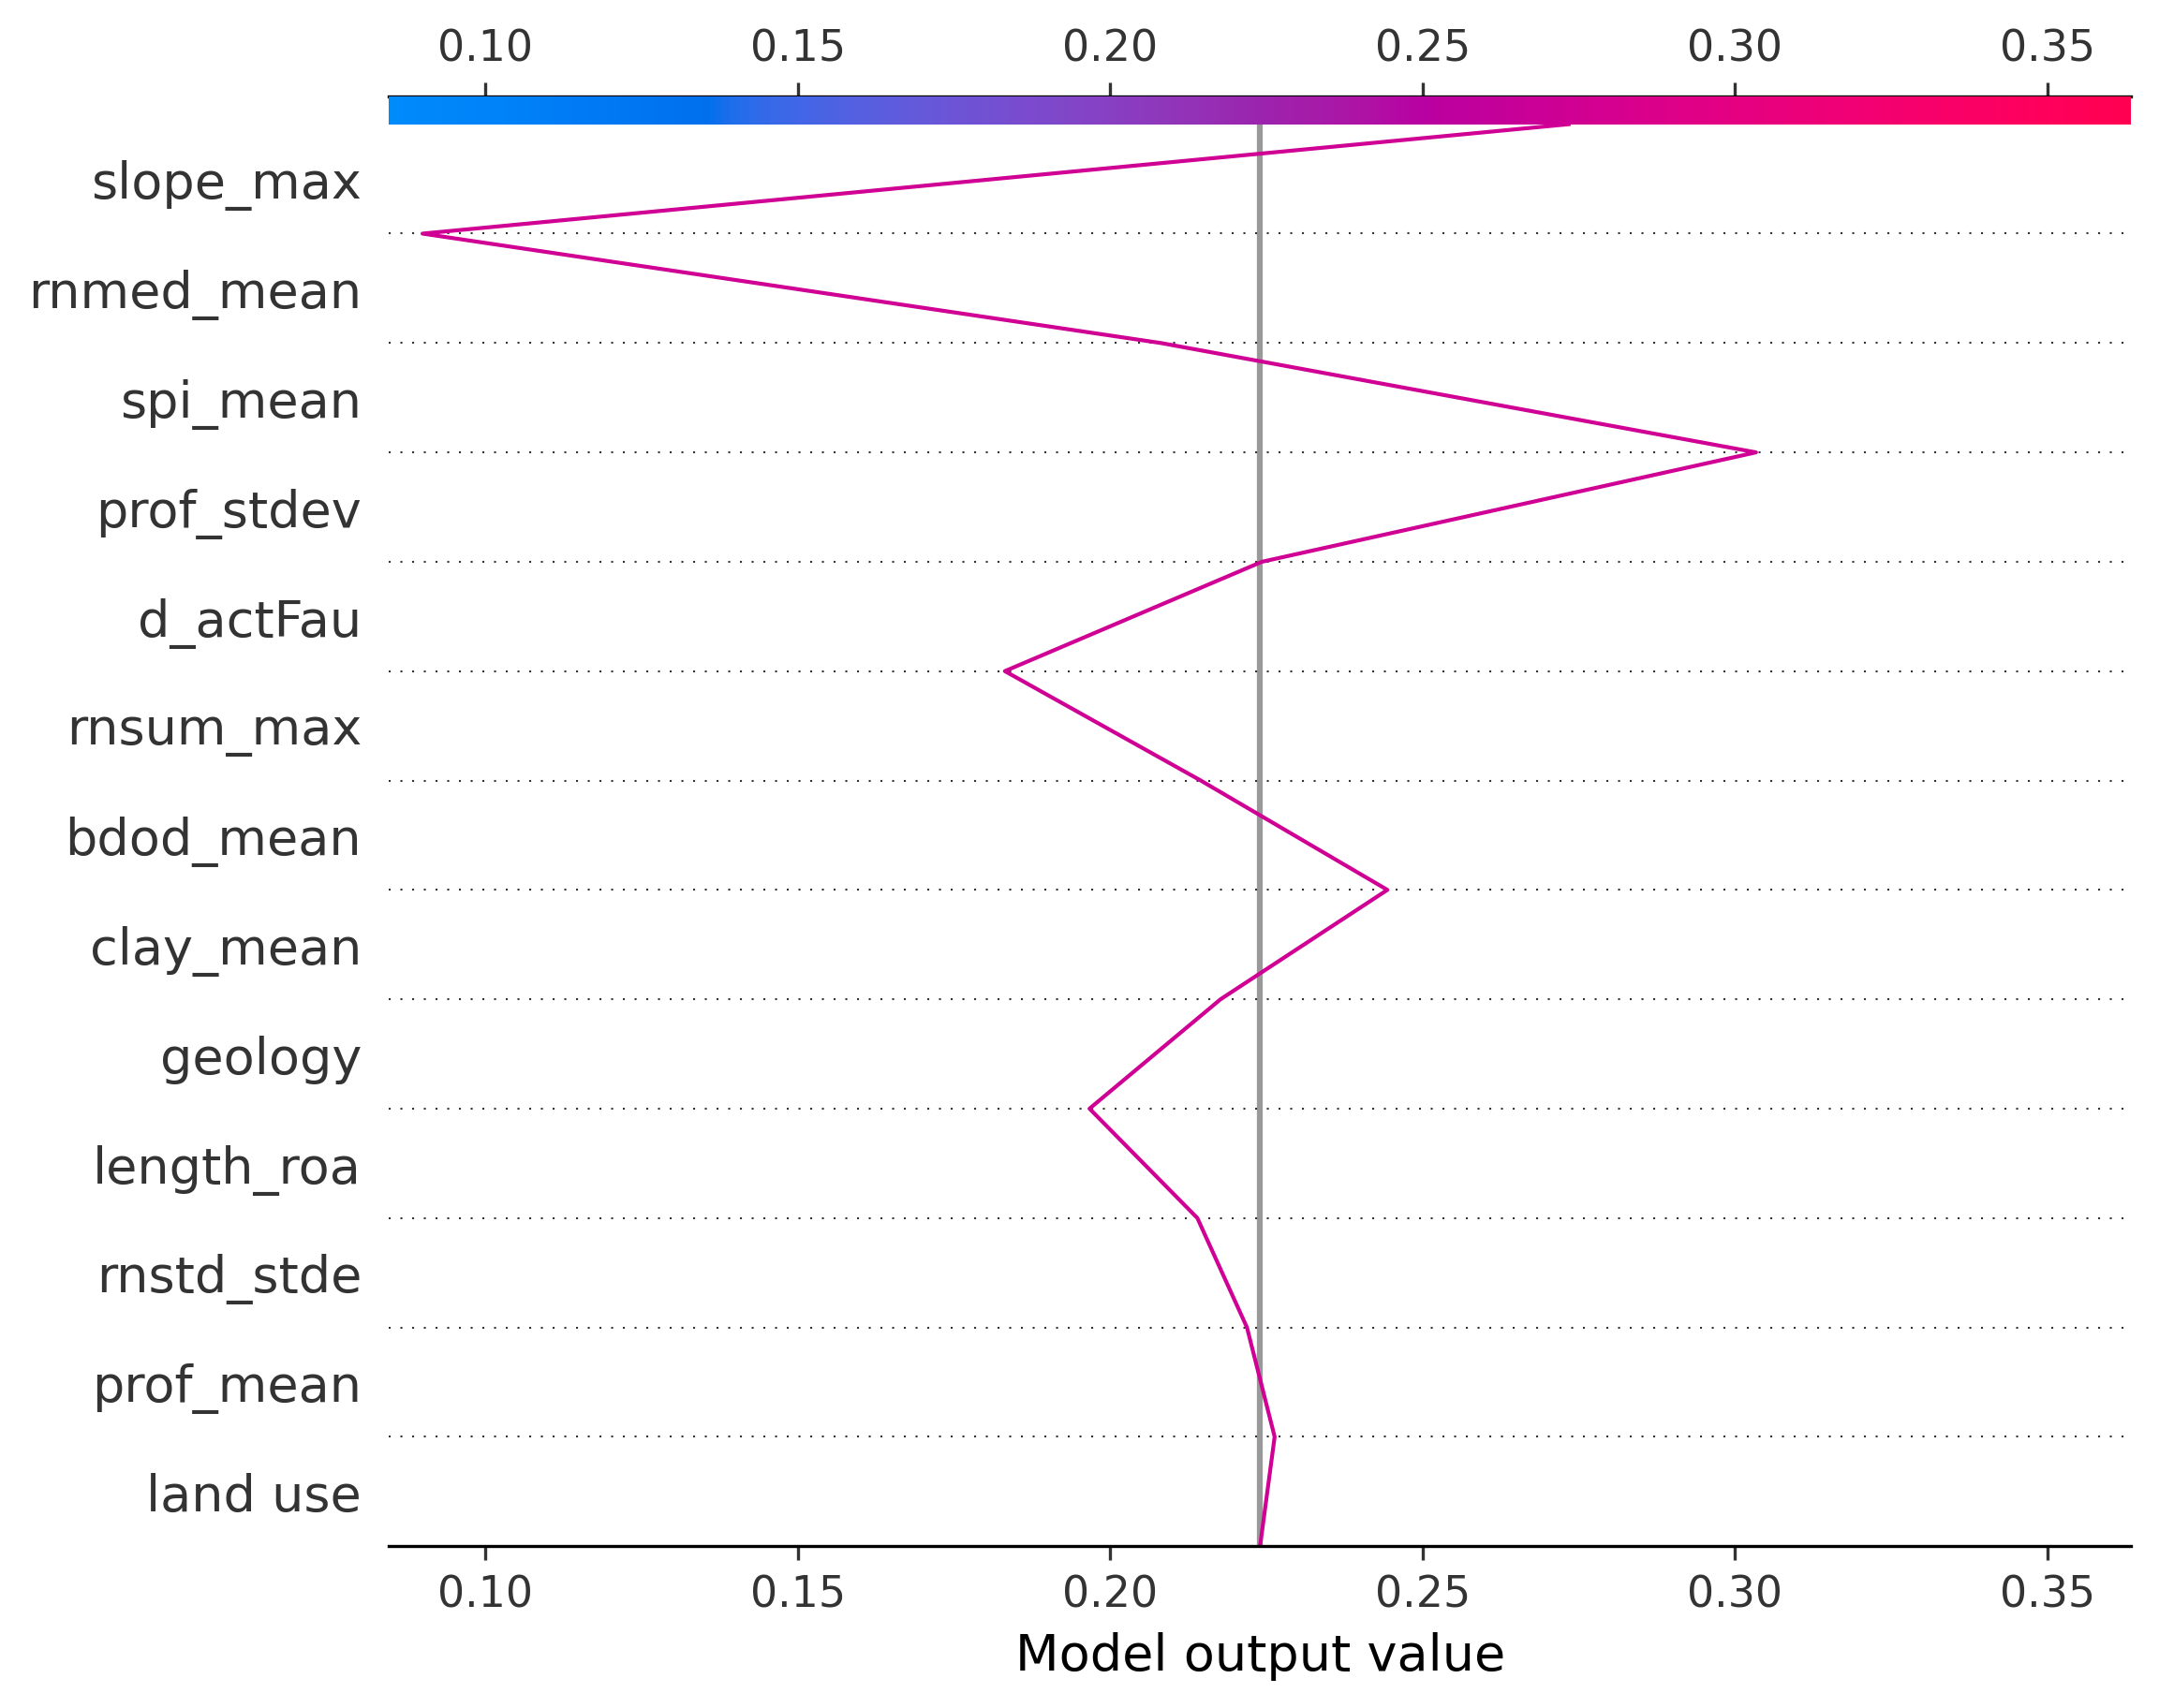 0.10 0.15 0.20 0.25 0.30 0.35
slope_max
rnmed_mean
spi_mean
prof_stdev
d_actFau
rnsum_max
bdod_mean
clay_mean
geology
length_roa
rnstd_stde
prof_mean
land use
0.10 0.15 0.20 0.25 0.30 0.35
Model output value